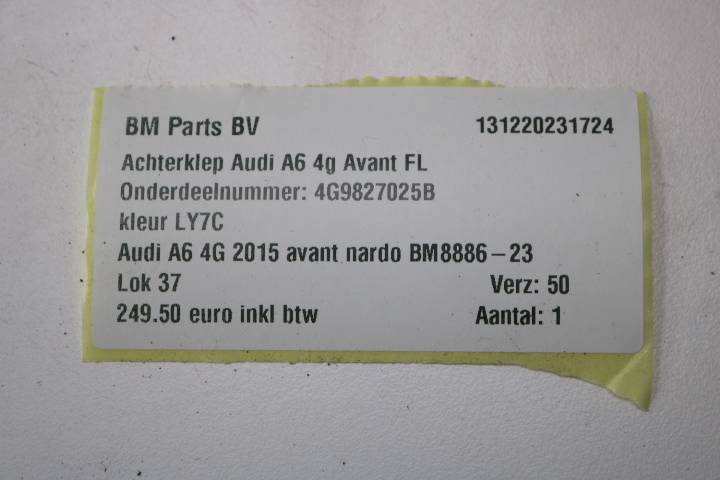 BM Parts BV 131220231724
Achterklep Audi A6 4g Avant FL
Onderdeelnummer: 4G9827025B
kleur LY7C
Audi A6 4G 2015 avant nardo BM8886-23
Lok 37 Verz: 50
249.50 euro inkl btw Aantal: 1